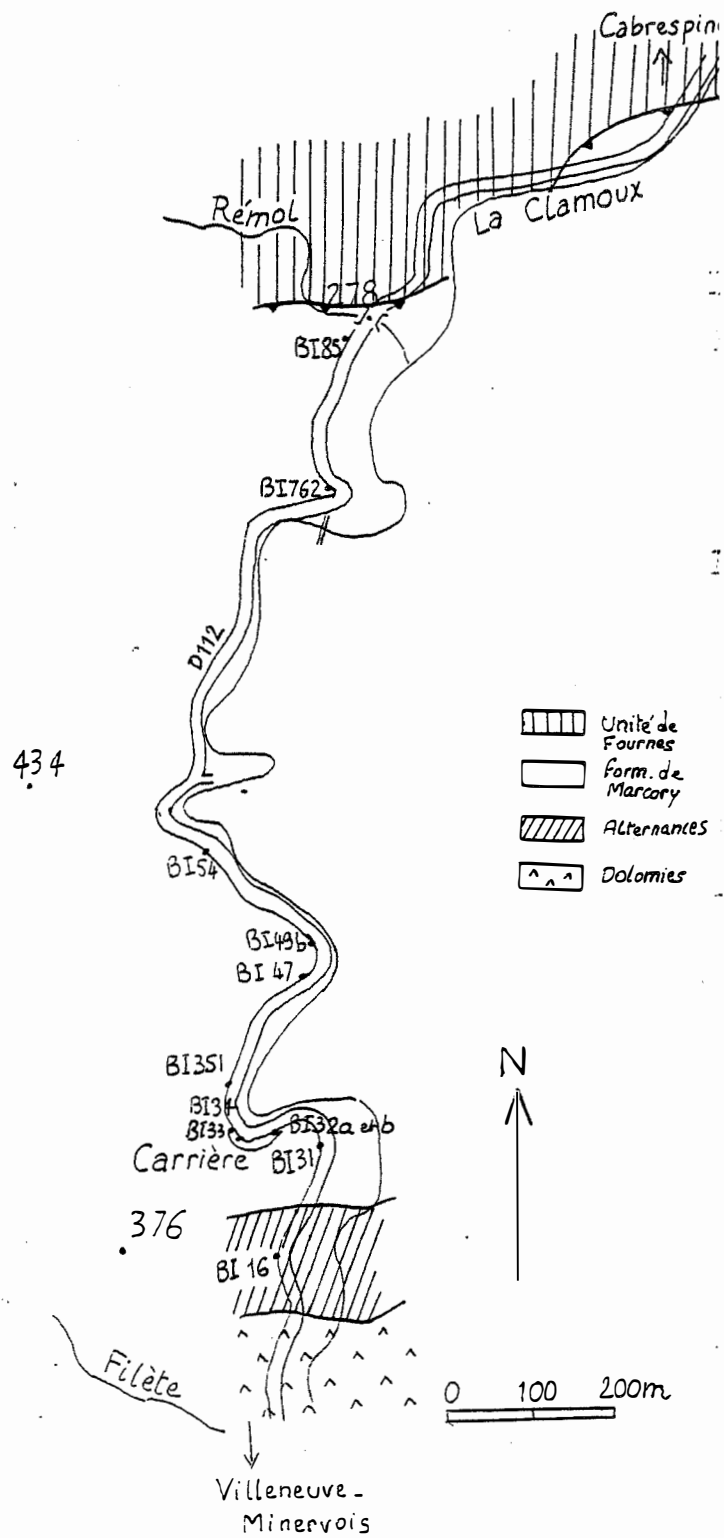 Cabrespin
Rémol
La Clamoux
278
BI85
BI762
D112
434
Unité de
Fournes
Form. de
Marcory
Alternances
Dolomies
BI54
BI49b
BI 47
N
BI351
BI34
BI33
BI32a et b
Carrière
BI31
376
BI 16
Filète
0 100 200m
Villeneuve-
Minervois